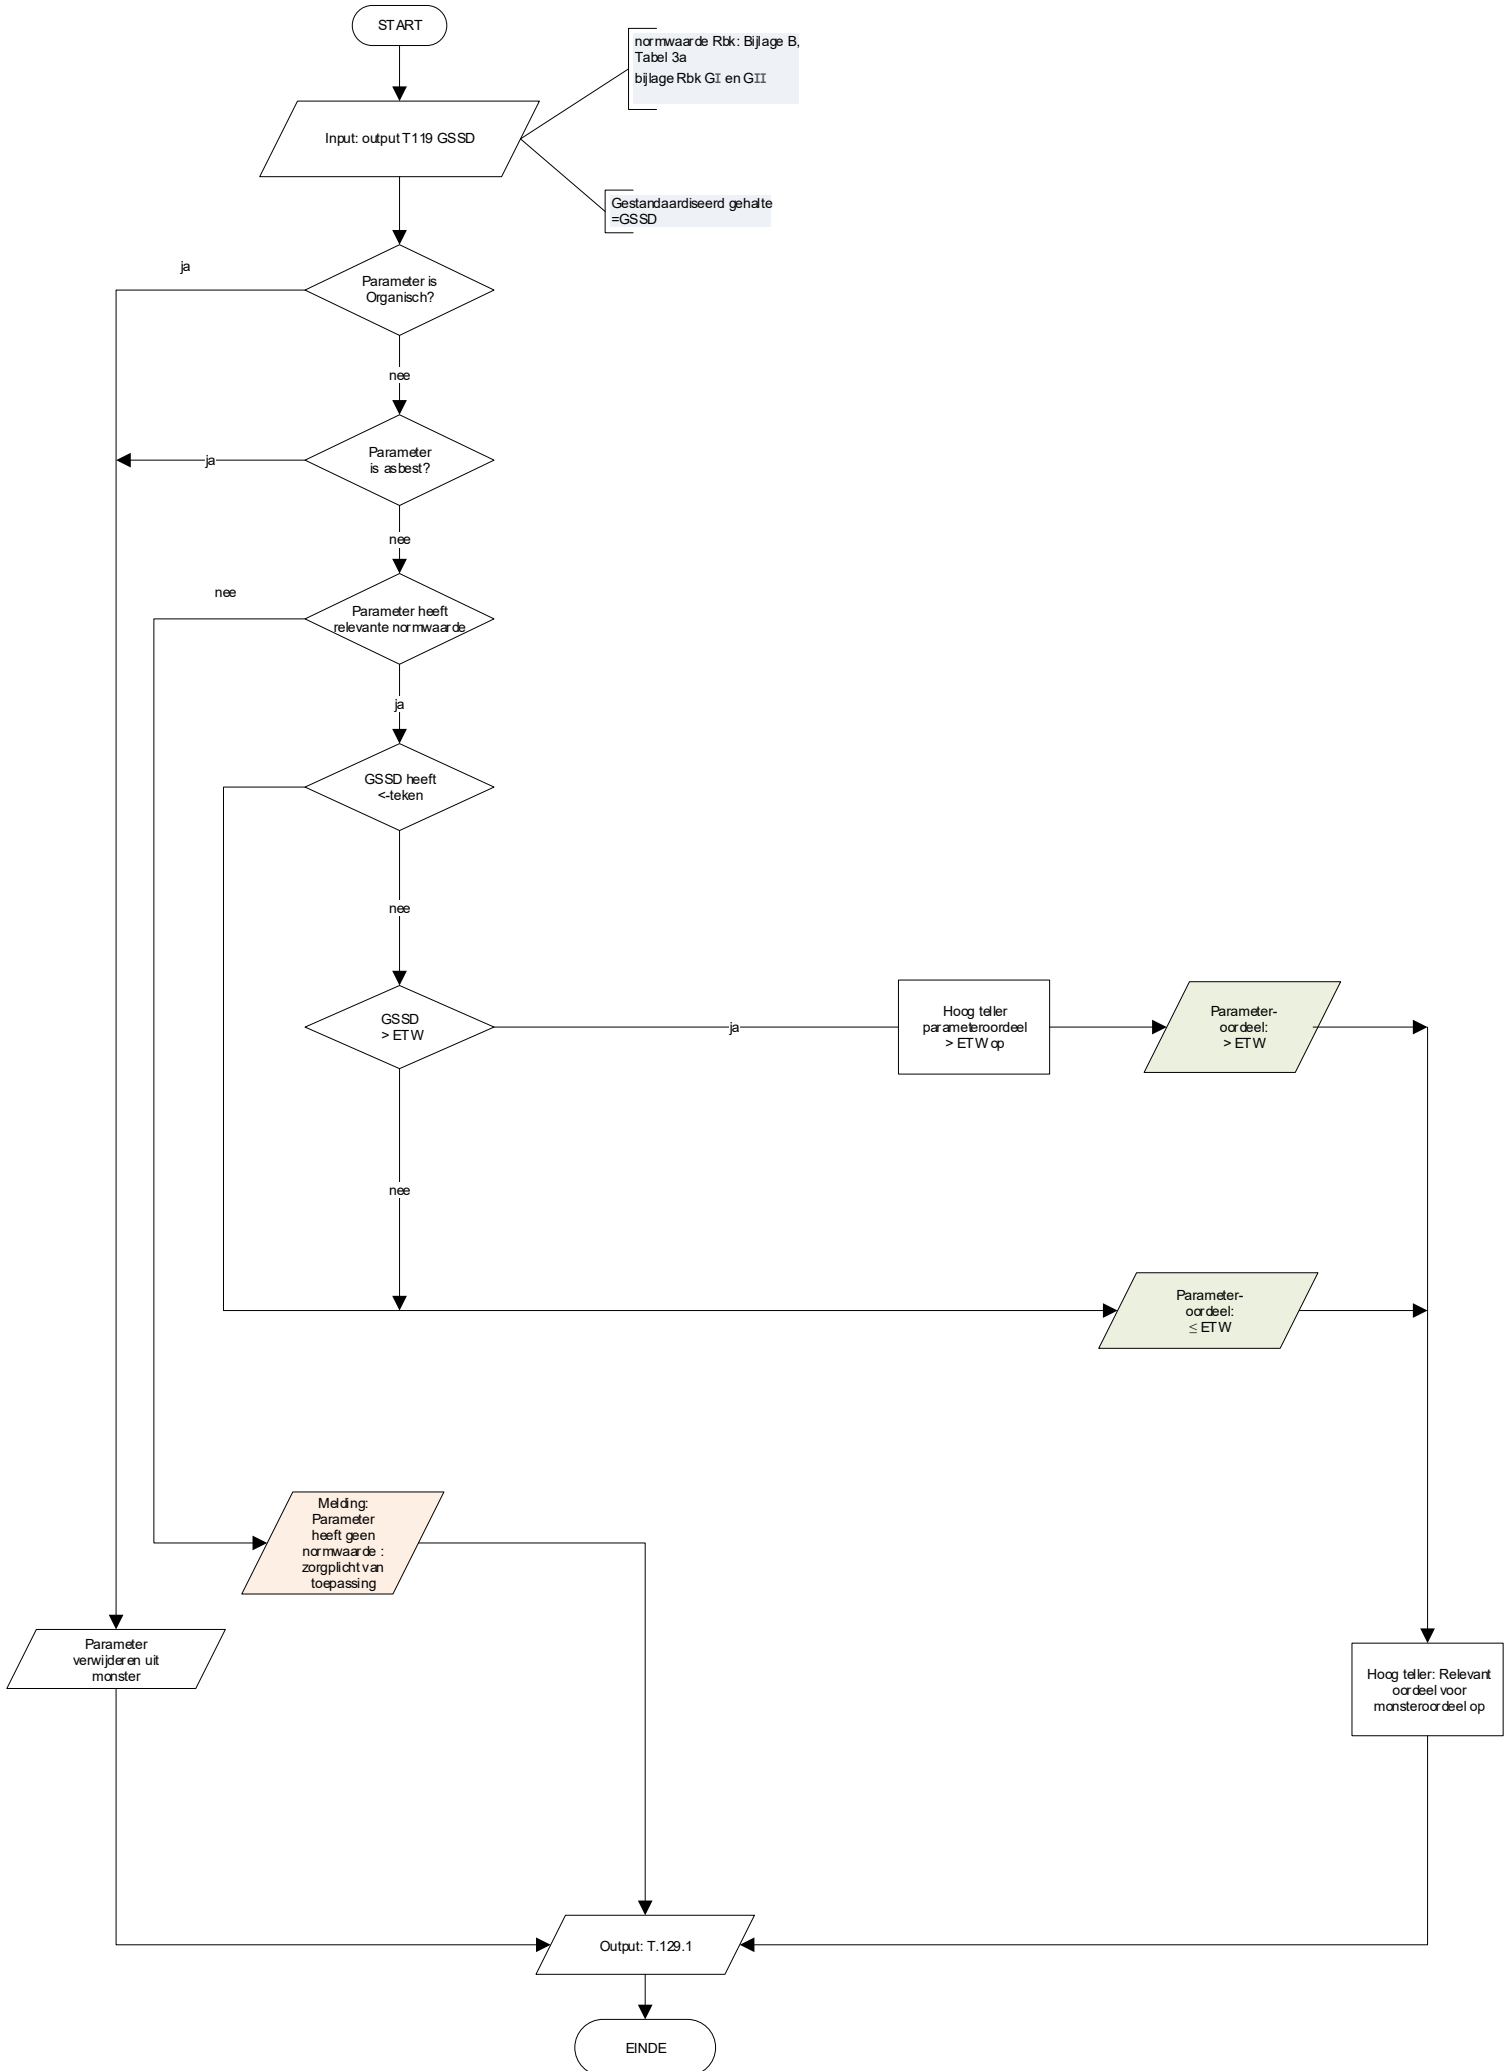 START
normwaarde Rbk: Bijlage B,
Tabel 3a
bijlage Rbk GI en GII
Input: output T119 GSSD
Gestandaardiseerd gehalte
=GSSD
ja
Parameter is
Organisch?
nee
Parameter
is asbest?
ja
nee
nee
Parameter heeft
relevante normwaarde
ja
GSSD heeft
<-teken
nee
GSSD
> ETW
ja
Hoog teller
parameteroordeel
> ETW op
Parameter-
oordeel:
> ETW
nee
Parameter-
oordeel:
≤ ETW
Melding:
Parameter
heeft geen
normwaarde :
zorgplicht van
toepassing
Parameter
verwijderen uit
monster
Hoog teller: Relevant
oordeel voor
monsteroordeel op
Output: T.129.1
EINDE